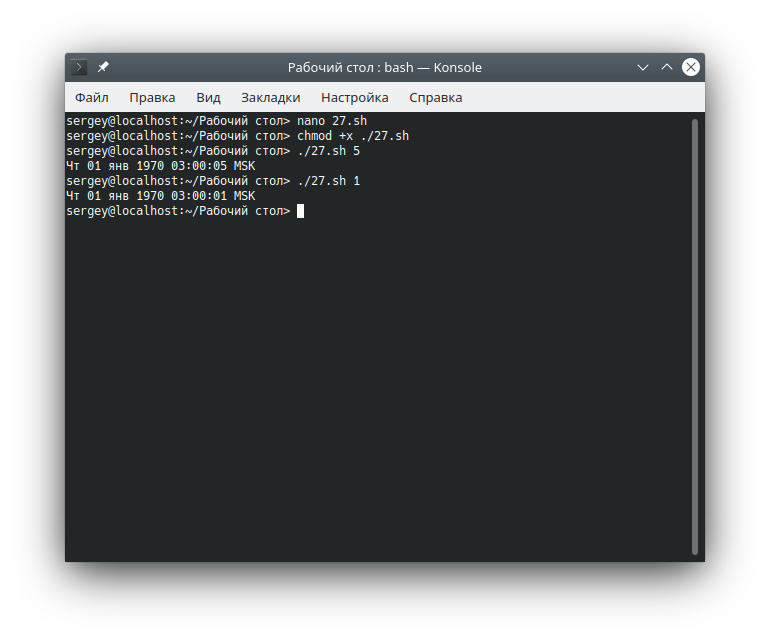 Рабочий стол : bash — Konsole
Файл Правка Вид Закладки Настройка Справка
sergey@localhost:~/Рабочий стол> nano 27.sh
sergey@localhost:~/Рабочий стол> chmod +x ./27.sh
sergey@localhost:~/Рабочий стол> ./27.sh 5
Чт 01 янв 1970 03:00:05 MSK
sergey@localhost:~/Рабочий стол> ./27.sh 1
Чт 01 янв 1970 03:00:01 MSK
sergey@localhost:~/Рабочий стол>